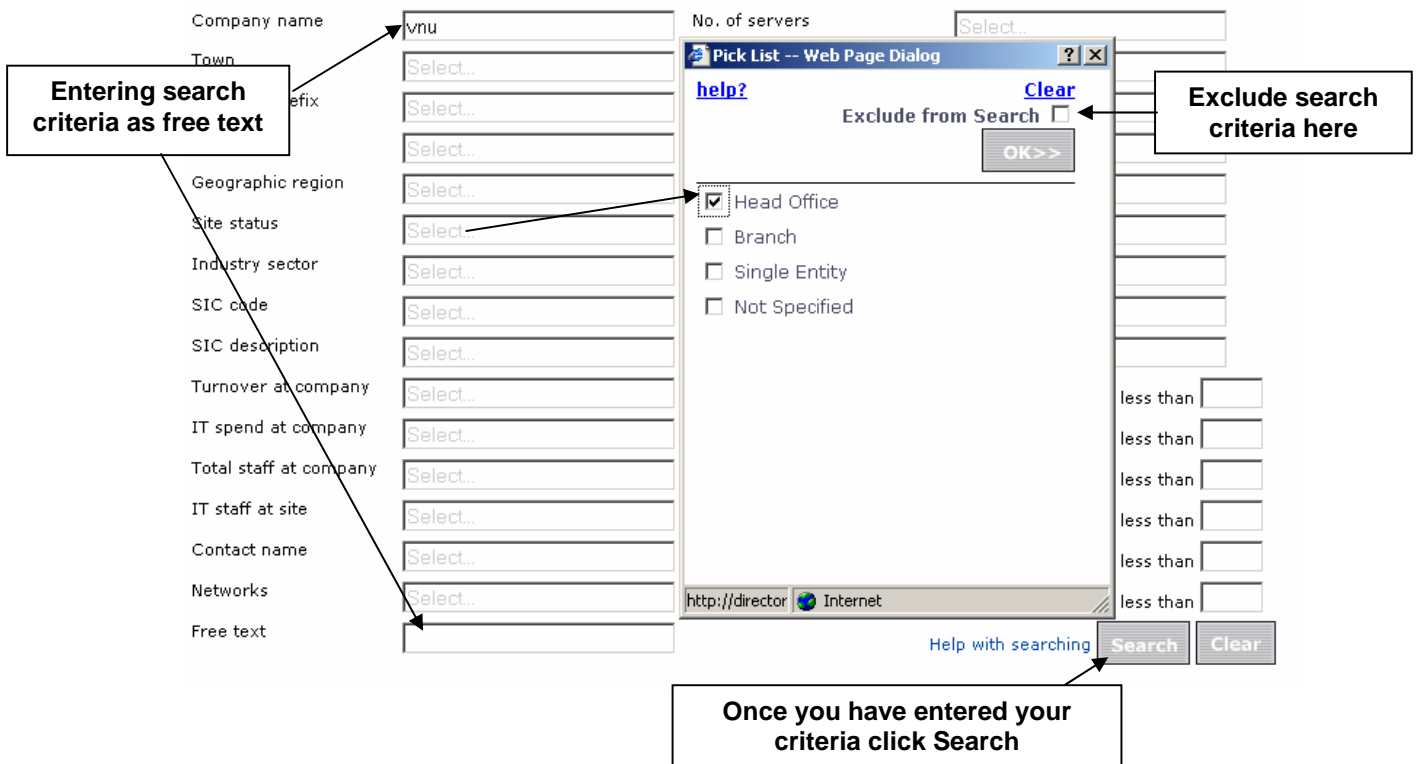 Company name
vnu
No. of servers
Select...
Town
Select...
Entering search
criteria as free text
efix
Select...
Select...
Geographic region
Select...
Site status
Select...
Industry sector
Select...
SIC code
Select...
SIC description
Select...
Turnover at company
Select...
IT spend at company
Select...
Total staff at company
Select...
IT staff at site
Select...
Contact name
Select...
Networks
Select...
Free text
Pick List -- Web Page Dialog
help?
Clear
Exclude from Search
OK>>
Head Office
Branch
Single Entity
Not Specified
http://director
Internet
Exclude search
criteria here
less than
less than
less than
less than
less than
less than
Help with searching
Search
Clear
Once you have entered your
criteria click Search